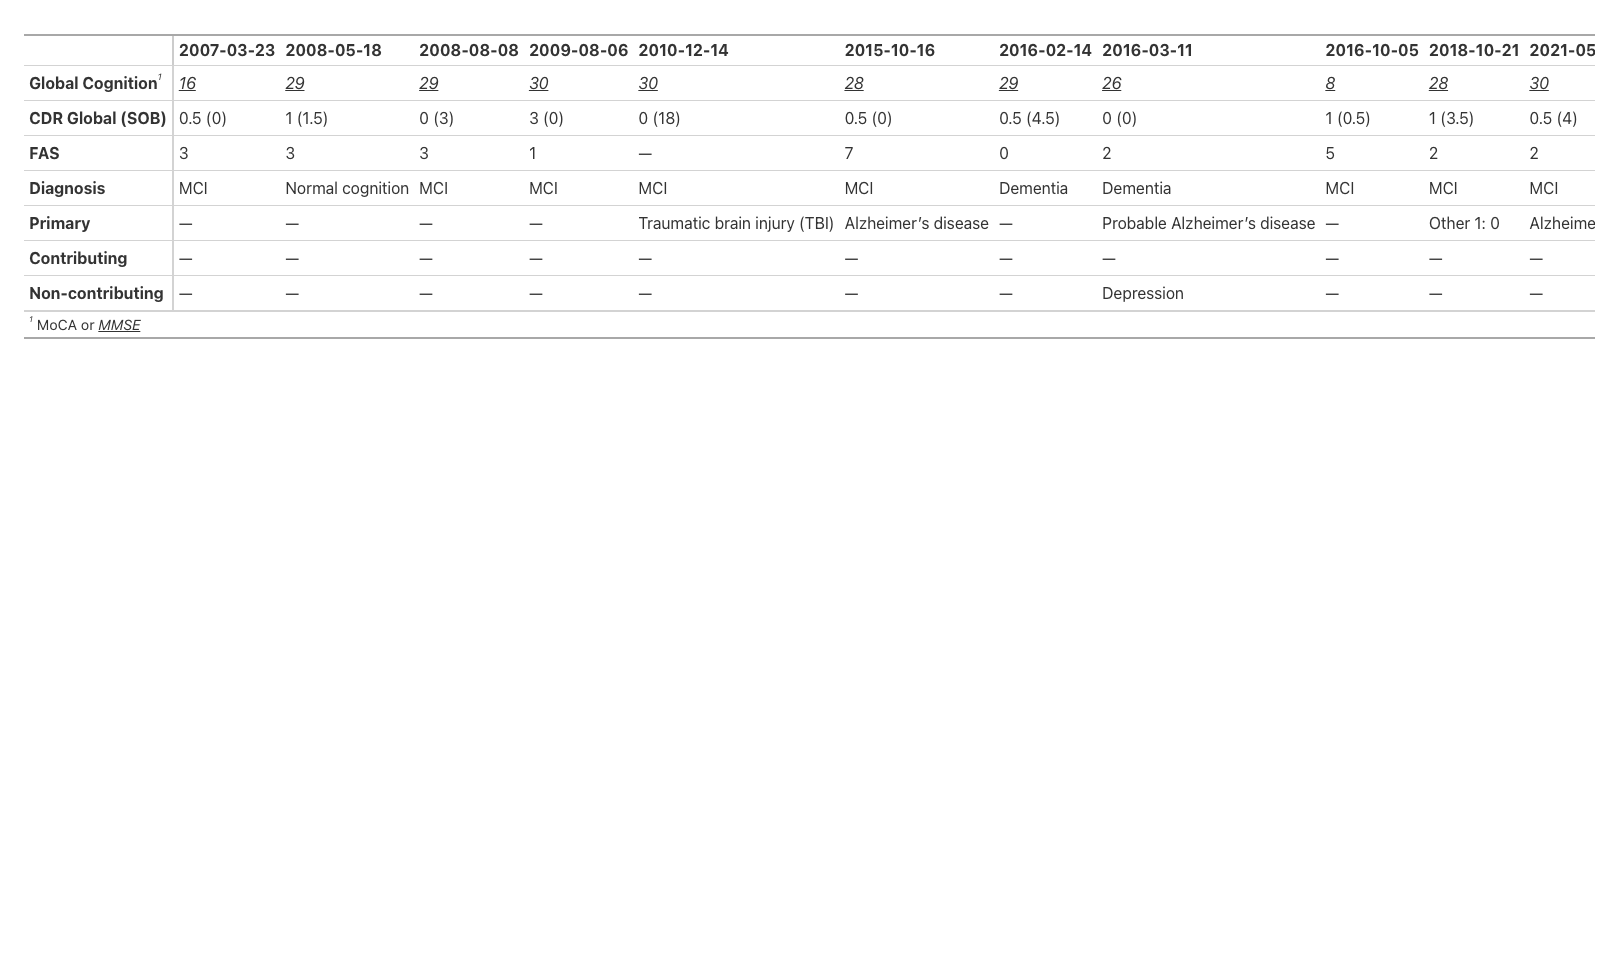 2007-03-23 2008-05-18 2008-08-08 2009-08-06 2010-12-14 2015-10-16 2016-02-14 2016-03-11 2016-10-05 2018-10-21 2021-05
Global Cognition¹ 16 29 29 30 30 28 29 26 8 28 30
CDR Global (SOB) 0.5 (0) 1 (1.5) 0 (3) 3 (0) 0 (18) 0.5 (0) 0.5 (4.5) 0 (0) 1 (0.5) 1 (3.5) 0.5 (4)
FAS 3 3 3 1 — 7 0 2 5 2 2
Diagnosis MCI Normal cognition MCI MCI MCI MCI Dementia Dementia MCI MCI MCI
Primary — — — — Traumatic brain injury (TBI) Alzheimer’s disease — Probable Alzheimer’s disease — Other 1: 0 Alzheime
Contributing — — — — — — — — — — —
Non-contributing — — — — — — — Depression — — —
¹ MoCA or MMSE